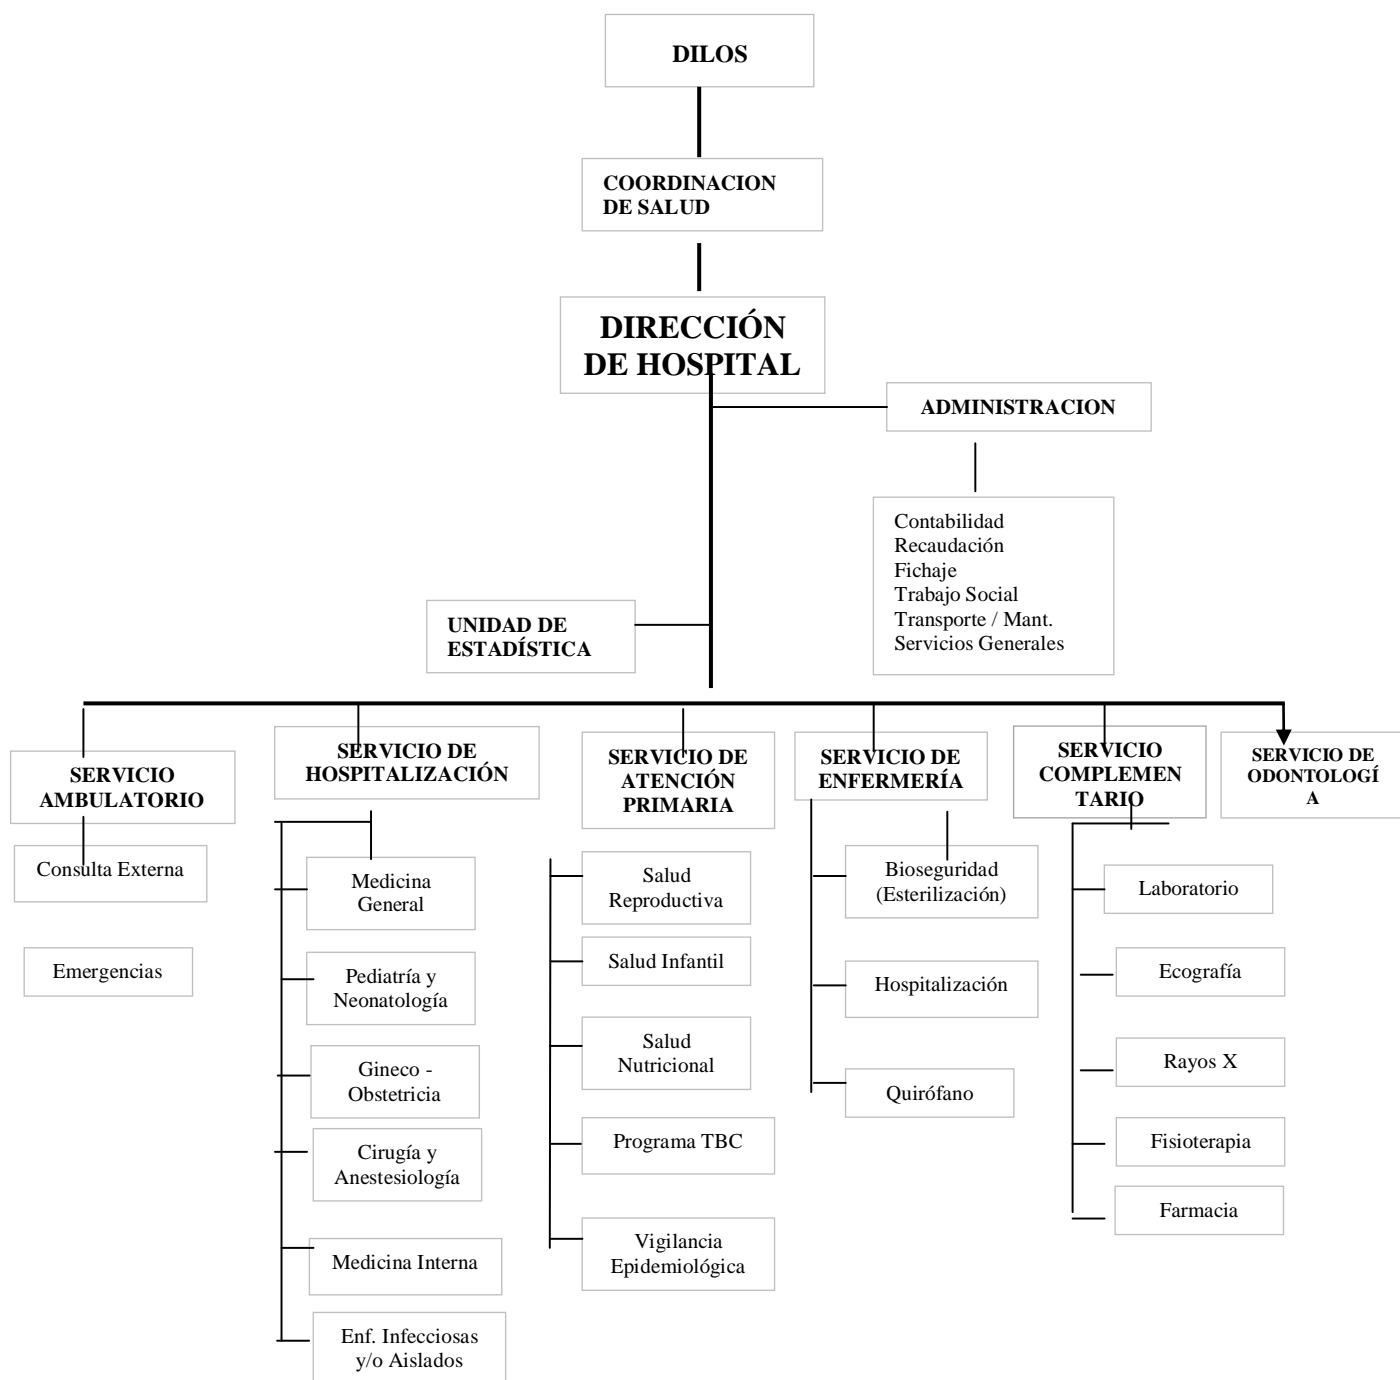 DILOS
COORDINACION
DE SALUD
DIRECCIÓN
DE HOSPITAL
ADMINISTRACION
Contabilidad
Recaudación
Fichaje
Trabajo Social
Transporte / Mant.
Servicios Generales
UNIDAD DE
ESTADÍSTICA
SERVICIO
AMBULATORIO
Consulta Externa
Emergencias
SERVICIO DE
HOSPITALIZACIÓN
Medicina
General
Pediatría y
Neonatología
Gineco -
Obstetricia
Cirugía y
Anestesiología
Medicina Interna
Enf. Infecciosas
y/o Aislados
SERVICIO DE
ATENCIÓN
PRIMARIA
Salud
Reproductiva
Salud Infantil
Salud
Nutricional
Programa TBC
Vigilancia
Epidemiológica
SERVICIO DE
ENFERMERÍA
Bioseguridad
(Esterilización)
Hospitalización
Quirófano
SERVICIO
COMPLEMEN
TARIO
Laboratorio
Ecografía
Rayos X
Fisioterapia
Farmacia
SERVICIO DE
ODONTOLOGÍ
A